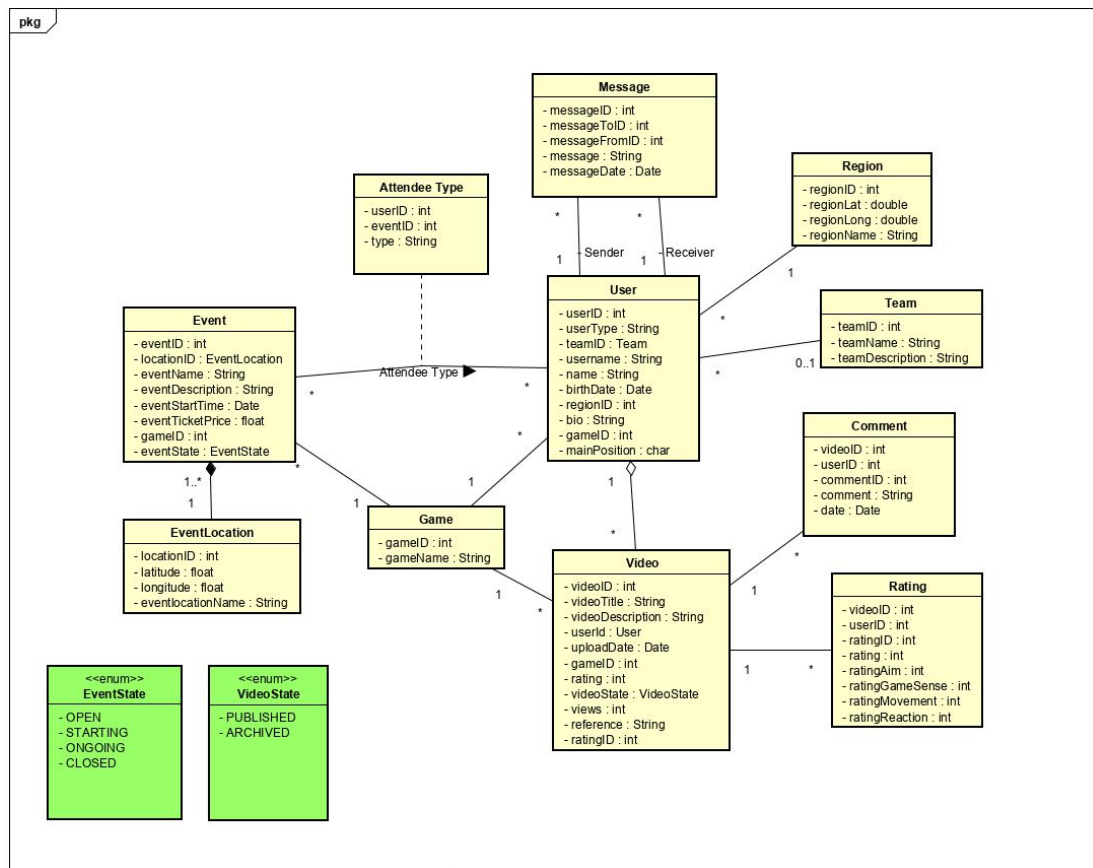 pkg
Message
- messageID : int
- messageToID : int
- messageFromID : int
- message : String
- messageDate : Date
Attendee Type
- userID : int
- eventID : int
- type : String
Region
- regionID : int
- regionLat : double
- regionLong : double
- regionName : String
*
*
1
- Sender
1
- Receiver
1
*
User
- userID : int
- userType : String
- teamID : Team
- username : String
- name : String
- birthDate : Date
- regionID : int
- bio : String
- gameID : int
- mainPosition : char
Team
- teamID : int
- teamName : String
- teamDescription : String
*
0..1
Event
- eventID : int
- locationID : EventLocation
- eventName : String
- eventDescription : String
- eventStartTime : Date
- eventTicketPrice : float
- gameID : int
- eventState : EventState
Attendee Type ▶
*
*
*
1
*
1
1..*
1
EventLocation
- locationID : int
- latitude : float
- longitude : float
- eventlocationName : String
Game
- gameID : int
- gameName : String
1
*
1
*
Comment
- videoID : int
- userID : int
- commentID : int
- comment : String
- date : Date
*
1
Video
- videoID : int
- videoTitle : String
- videoDescription : String
- userId : User
- uploadDate : Date
- gameID : int
- rating : int
- videoState : VideoState
- views : int
- reference : String
- ratingID : int
1
*
Rating
- videoID : int
- userID : int
- ratingID : int
- rating : int
- ratingAim : int
- ratingGameSense : int
- ratingMovement : int
- ratingReaction : int
<<enum>>
EventState
- OPEN
- STARTING
- ONGOING
- CLOSED
<<enum>>
VideoState
- PUBLISHED
- ARCHIVED